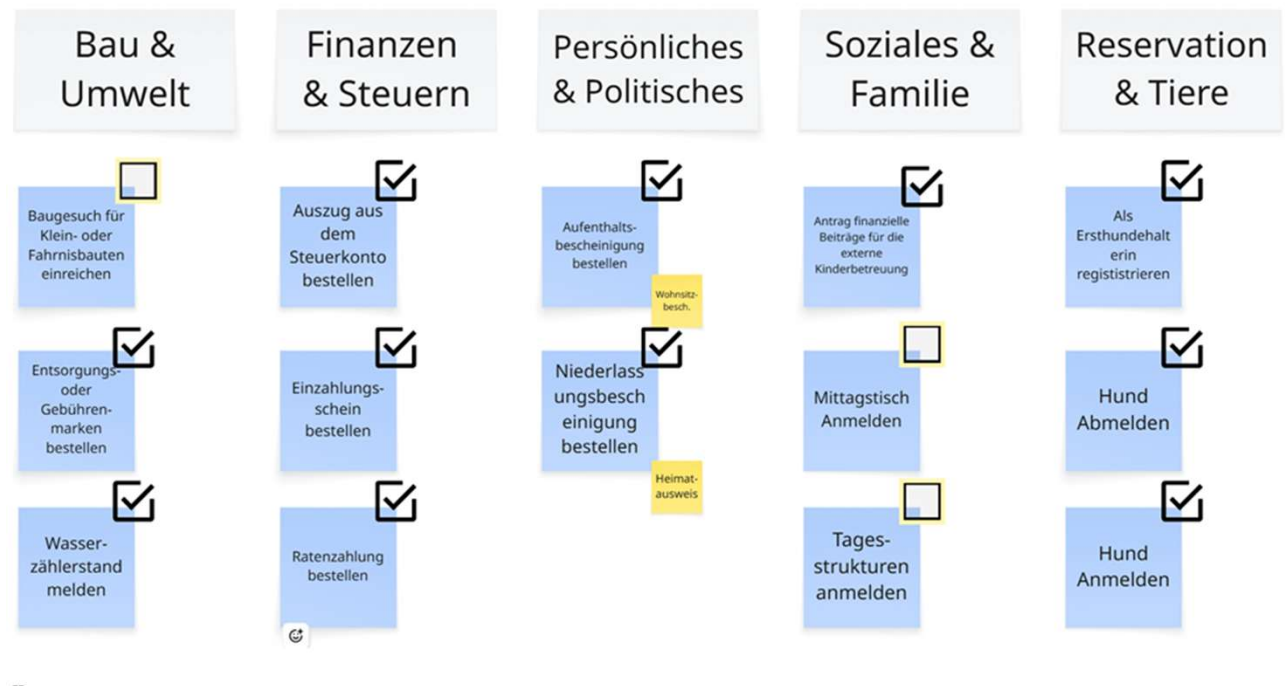 Bau &
Umwelt
Finanzen
& Steuern
Persönliches
& Politisches
Soziales &
Familie
Reservation
& Tiere
Baugesuch für
Klein- oder
Fahrnisbauten
einreichen
Auszug aus
dem
Steuerkonto
bestellen
Aufenthalts-
bescheinigung
bestellen
Wohnsitz-
besch.
Antrag finanzielle
Beiträge für die
externe
Kinderbetreuung
Als
Ersthundehalt
erin
regististrieren
Entsorgungs-
oder
Gebühren-
marken
bestellen
Einzahlungs-
schein
bestellen
Niederlass
ungsbesch
einigung
bestellen
Heimat-
ausweis
Mittagstisch
Anmelden
Hund
Abmelden
Wasser-
zählerstand
melden
Ratenzahlung
bestellen
Tages-
strukturen
anmelden
Hund
Anmelden